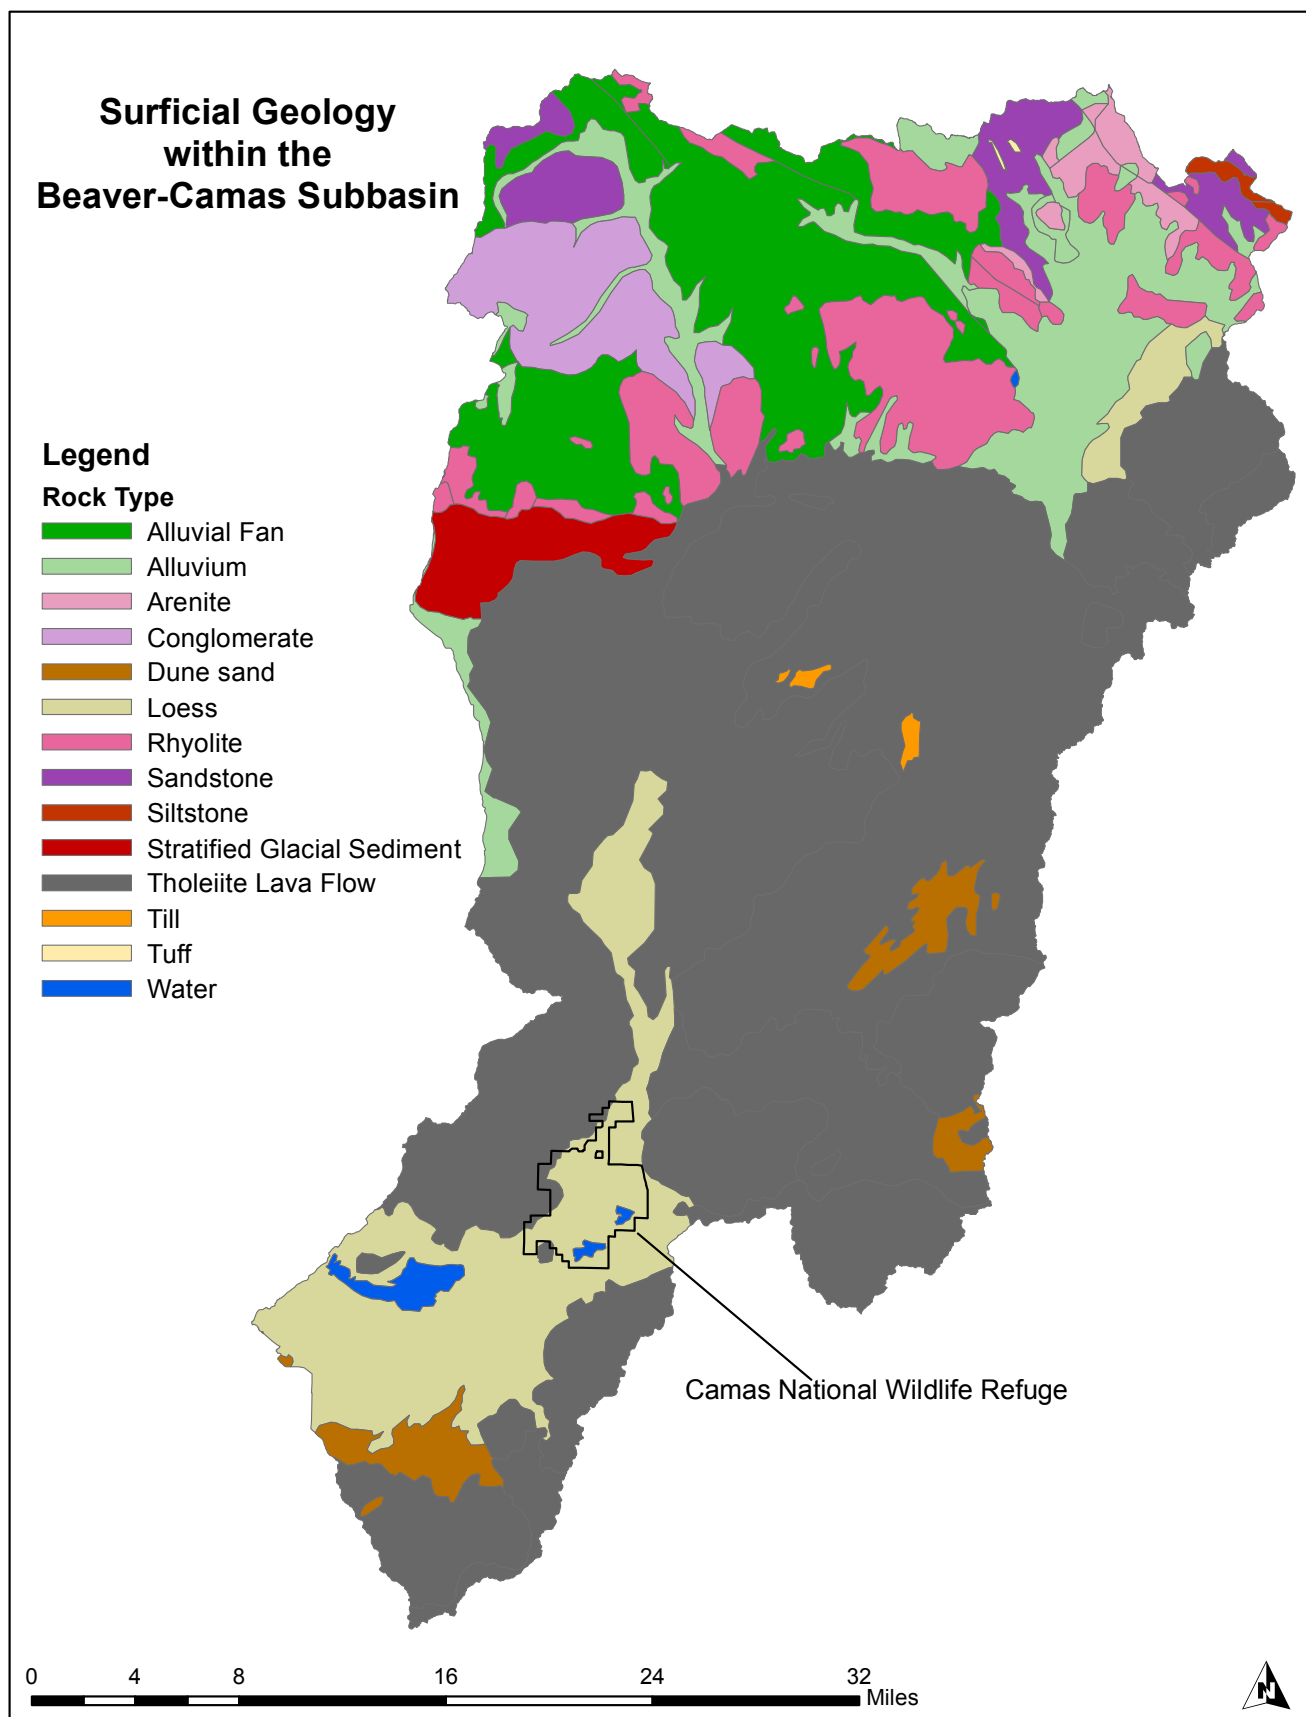 Surficial Geology
within the
Beaver-Camas Subbasin
Legend
Rock Type
Alluvial Fan
Alluvium
Arenite
Conglomerate
Dune sand
Loess
Rhyolite
Sandstone
Siltstone
Stratified Glacial Sediment
Tholeiite Lava Flow
Till
Tuff
Water
Camas National Wildlife Refuge
0 4 8 16 24 32
Miles
N